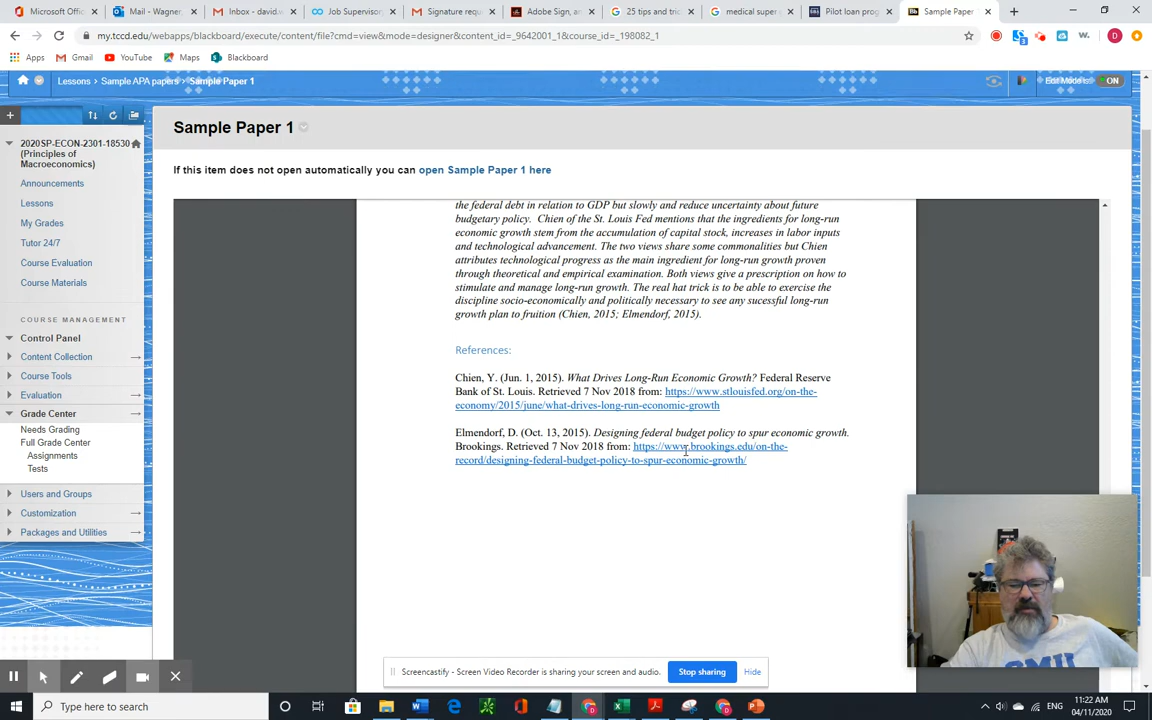 Microsoft Offic
Mail - Wagner,
Inbox - david.w
Job Supervisor
Signature requ
Adobe Sign, an
25 tips and tric
medical super
Pilot loan prog
Sample Paper
my.tccd.edu/webapps/blackboard/execute/content/file?cmd=view&mode=designer&content_id=_9642001_1&course_id=_198082_1
Apps
Gmail
YouTube
Maps
Blackboard
Lessons
Sample APA papers
Sample Paper 1
Edit Mode is:
ON
2020SP-ECON-2301-18530
(Principles of
Macroeconomics)
Announcements
Lessons
My Grades
Tutor 24/7
Course Evaluation
Course Materials
COURSE MANAGEMENT
Control Panel
Content Collection
Course Tools
Evaluation
Grade Center
Needs Grading
Full Grade Center
Assignments
Tests
Users and Groups
Customization
Packages and Utilities
Sample Paper 1
If this item does not open automatically you can open Sample Paper 1 here
the federal debt in relation to GDP but slowly and reduce uncertainty about future
budgetary policy. Chien of the St. Louis Fed mentions that the ingredients for long-run
economic growth stem from the accumulation of capital stock, increases in labor inputs
and technological advancement. The two views share some commonalities but Chien
attributes technological progress as the main ingredient for long-run growth proven
through theoretical and empirical examination. Both views give a prescription on how to
stimulate and manage long-run growth. The real hat trick is to be able to exercise the
discipline socio-economically and politically necessary to see any sucessful long-run
growth plan to fruition (Chien, 2015; Elmendorf, 2015).
References:
Chien, Y. (Jun. 1, 2015). What Drives Long-Run Economic Growth? Federal Reserve
Bank of St. Louis. Retrieved 7 Nov 2018 from: https://www.stlouisfed.org/on-the-
economy/2015/june/what-drives-long-run-economic-growth
Elmendorf, D. (Oct. 13, 2015). Designing federal budget policy to spur economic growth.
Brookings. Retrieved 7 Nov 2018 from: https://www.brookings.edu/on-the-
record/designing-federal-budget-policy-to-spur-economic-growth/
Screencastify - Screen Video Recorder is sharing your screen and audio.
Stop sharing
Hide
Type here to search
ENG
11:22 AM
04/11/2020